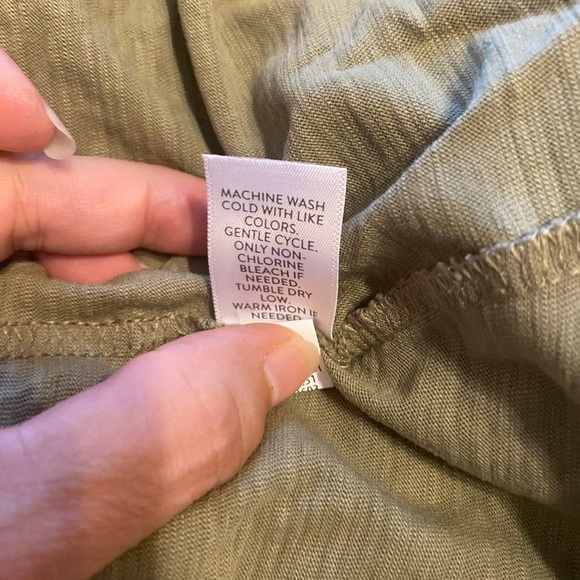 MACHINE WASH
COLD WITH LIKE
COLORS.
GENTLE CYCLE.
ONLY NON-
CHLORINE
BLEACH IF
NEEDED.
TUMBLE DRY
LOW.
WARM IRON IF
NEEDED